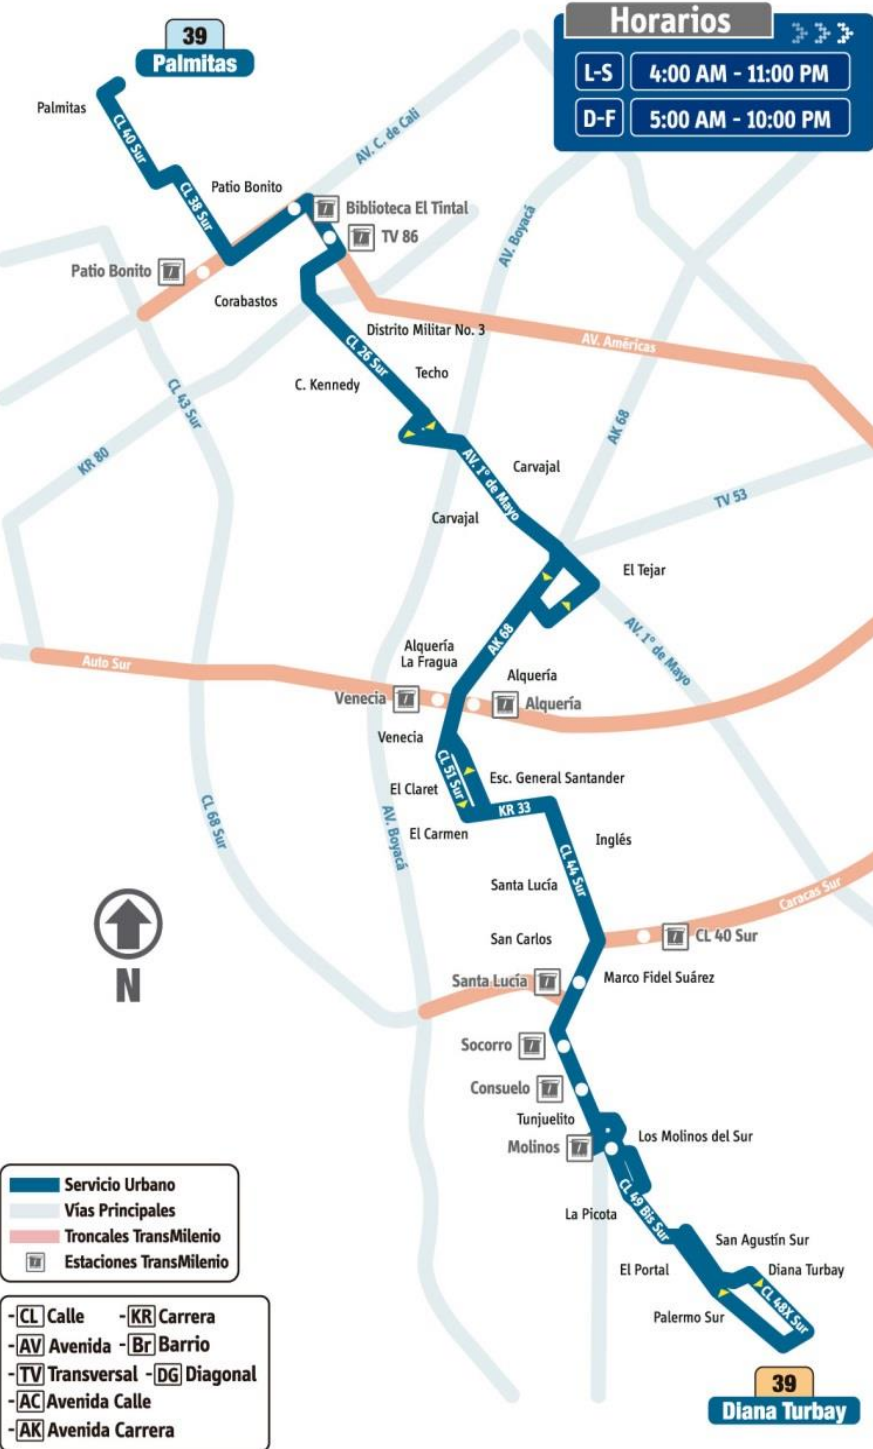 Horarios
L-S 4:00 AM - 11:00 PM
D-F 5:00 AM - 10:00 PM
39
Palmitas
Palmitas
CL 40 Sur
CL 38 Sur
Patio Bonito
AV. C. de Cali
Biblioteca El Tintal
TV 86
AV. Boyacá
Patio Bonito
Corabastos
Distrito Militar No. 3
AV. Américas
CL 26 Sur
Techo
C. Kennedy
CL 43 Sur
AK 68
KR 80
Carvajal
AV. 1° de Mayo
TV 53
Carvajal
El Tejar
AK 68
AV. 1° de Mayo
Alquería
La Fragua
Auto Sur
Alquería
Venecia
Alquería
Venecia
CL 51 Sur
Esc. General Santander
El Claret
KR 33
CL 68 Sur
AV. Boyacá
El Carmen
Inglés
CL 44 Sur
Santa Lucía
Caracas Sur
San Carlos
CL 40 Sur
N
Santa Lucía
Marco Fidel Suárez
Socorro
Consuelo
Tunjuelito
Los Molinos del Sur
Molinos
CL 49 Bis Sur
La Picota
San Agustín Sur
El Portal
Diana Turbay
CL 48X Sur
Palermo Sur
39
Diana Turbay
Servicio Urbano
Vías Principales
Troncales TransMilenio
Estaciones TransMilenio
-CL Calle -KR Carrera
-AV Avenida -Br Barrio
-TV Transversal -DG Diagonal
-AC Avenida Calle
-AK Avenida Carrera